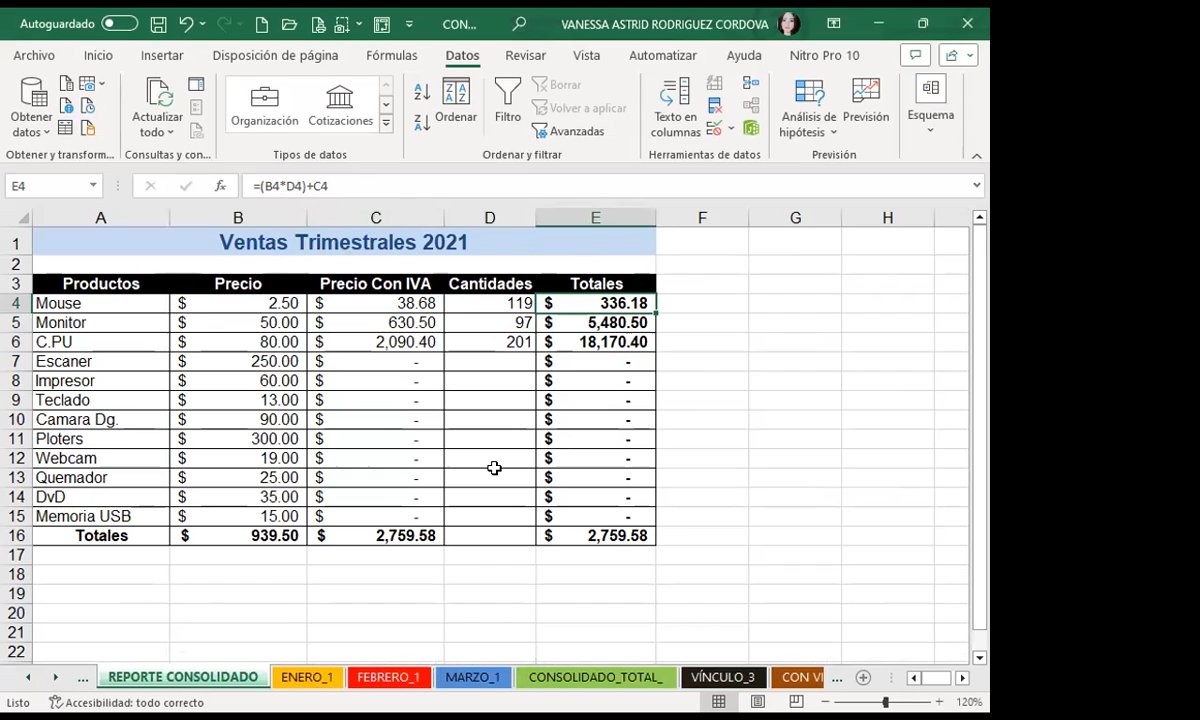 Autoguardado CON... VANESSA ASTRID RODRIGUEZ CORDOVA
Archivo Inicio Insertar Disposición de página Fórmulas Datos Revisar Vista Automatizar Ayuda Nitro Pro 10
Obtener datos Actualizar todo Organización Cotizaciones Ordenar Filtro Borrar Volver a aplicar Avanzadas Texto en columnas Análisis de hipótesis Previsión Esquema
Obtener y transform... Consultas y con... Tipos de datos Ordenar y filtrar Herramientas de datos Previsión
E4 fx =(B4*D4)+C4
A B C D E F G H
1 Ventas Trimestrales 2021
2
3 Productos Precio Precio Con IVA Cantidades Totales
4 Mouse $ 2.50 $ 38.68 119 $ 336.18
5 Monitor $ 50.00 $ 630.50 97 $ 5,480.50
6 C.PU $ 80.00 $ 2,090.40 201 $ 18,170.40
7 Escaner $ 250.00 $ - $ -
8 Impresor $ 60.00 $ - $ -
9 Teclado $ 13.00 $ - $ -
10 Camara Dg. $ 90.00 $ - $ -
11 Ploters $ 300.00 $ - $ -
12 Webcam $ 19.00 $ - $ -
13 Quemador $ 25.00 $ - $ -
14 DvD $ 35.00 $ - $ -
15 Memoria USB $ 15.00 $ - $ -
16 Totales $ 939.50 $ 2,759.58 $ 2,759.58
17
18
19
20
21
22
... REPORTE CONSOLIDADO ENERO_1 FEBRERO_1 MARZO_1 CONSOLIDADO_TOTAL_ VÍNCULO_3 CON VI ...
Listo Accesibilidad: todo correcto 120%